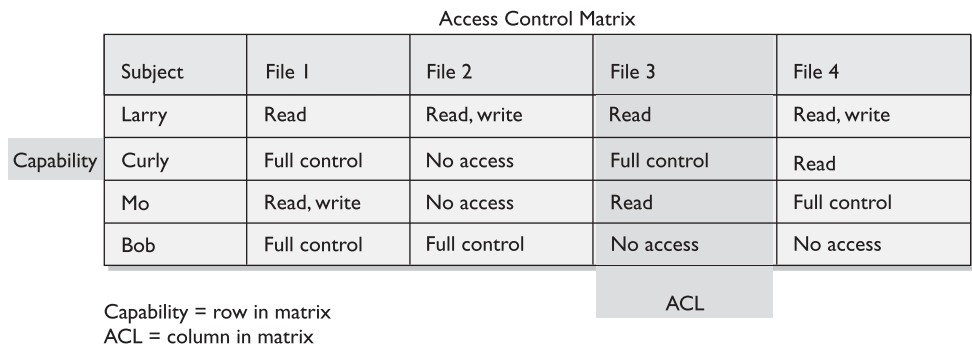 Access Control Matrix
Subject File 1 File 2 File 3 File 4
Larry Read Read, write Read Read, write
Capability Curly Full control No access Full control Read
Mo Read, write No access Read Full control
Bob Full control Full control No access No access
ACL
Capability = row in matrix
ACL = column in matrix